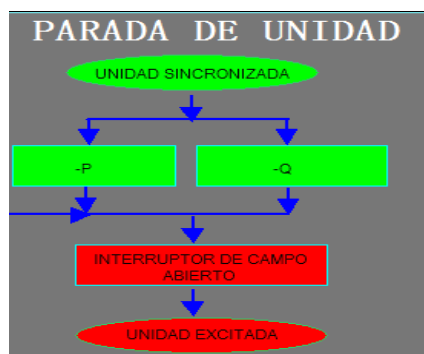 PARADA DE UNIDAD
UNIDAD SINCRONIZADA
-P
-Q
INTERRUPTOR DE CAMPO
ABIERTO
UNIDAD EXCITADA